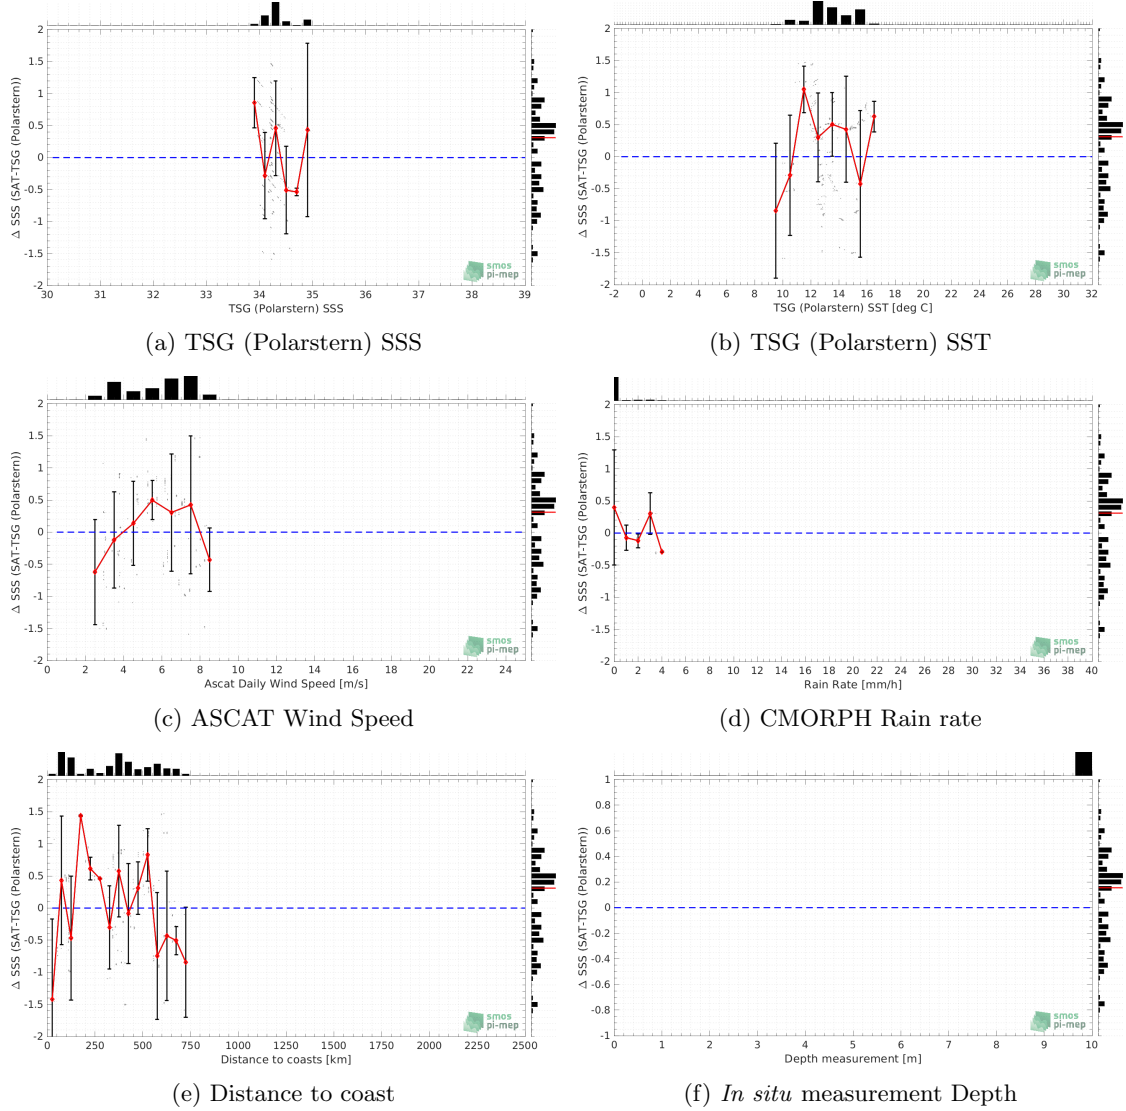 2
1.5
1
0.5
0
-0.5
-1
-1.5
-2
Δ SSS (SAT-TSG (Polarstern))
30 31 32 33 34 35 36 37 38 39
TSG (Polarstern) SSS
smos
pi-mep
(a) TSG (Polarstern) SSS
2
1.5
1
0.5
0
-0.5
-1
-1.5
-2
Δ SSS (SAT-TSG (Polarstern))
-2 0 2 4 6 8 10 12 14 16 18 20 22 24 26 28 30 32
TSG (Polarstern) SST [deg C]
smos
pi-mep
(b) TSG (Polarstern) SST
2
1.5
1
0.5
0
-0.5
-1
-1.5
-2
Δ SSS (SAT-TSG (Polarstern))
0 2 4 6 8 10 12 14 16 18 20 22 24
Ascat Daily Wind Speed [m/s]
smos
pi-mep
(c) ASCAT Wind Speed
2
1.5
1
0.5
0
-0.5
-1
-1.5
-2
Δ SSS (SAT-TSG (Polarstern))
0 2 4 6 8 10 12 14 16 18 20 22 24 26 28 30 32 34 36 38 40
Rain Rate [mm/h]
smos
pi-mep
(d) CMORPH Rain rate
2
1.5
1
0.5
0
-0.5
-1
-1.5
-2
Δ SSS (SAT-TSG (Polarstern))
0 250 500 750 1000 1250 1500 1750 2000 2250 2500
Distance to coasts [km]
smos
pi-mep
(e) Distance to coast
1
0.8
0.6
0.4
0.2
0
-0.2
-0.4
-0.6
-0.8
-1
Δ SSS (SAT-TSG (Polarstern))
0 1 2 3 4 5 6 7 8 9 10
Depth measurement [m]
smos
pi-mep
(f) In situ measurement Depth